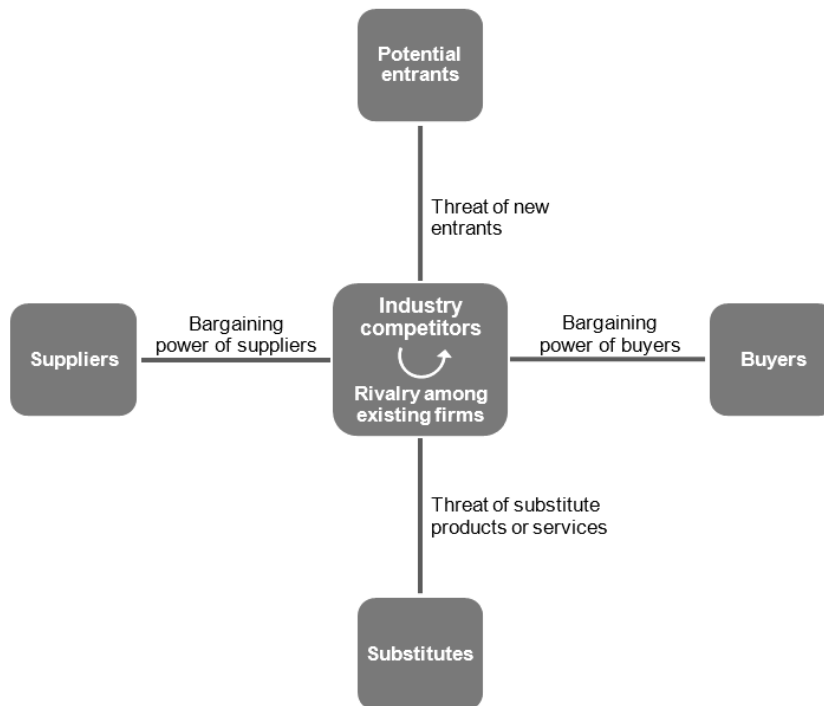 Potential
entrants
Threat of new
entrants
Suppliers
Bargaining
power of suppliers
Industry
competitors
Rivalry among
existing firms
Bargaining
power of buyers
Buyers
Threat of substitute
products or services
Substitutes